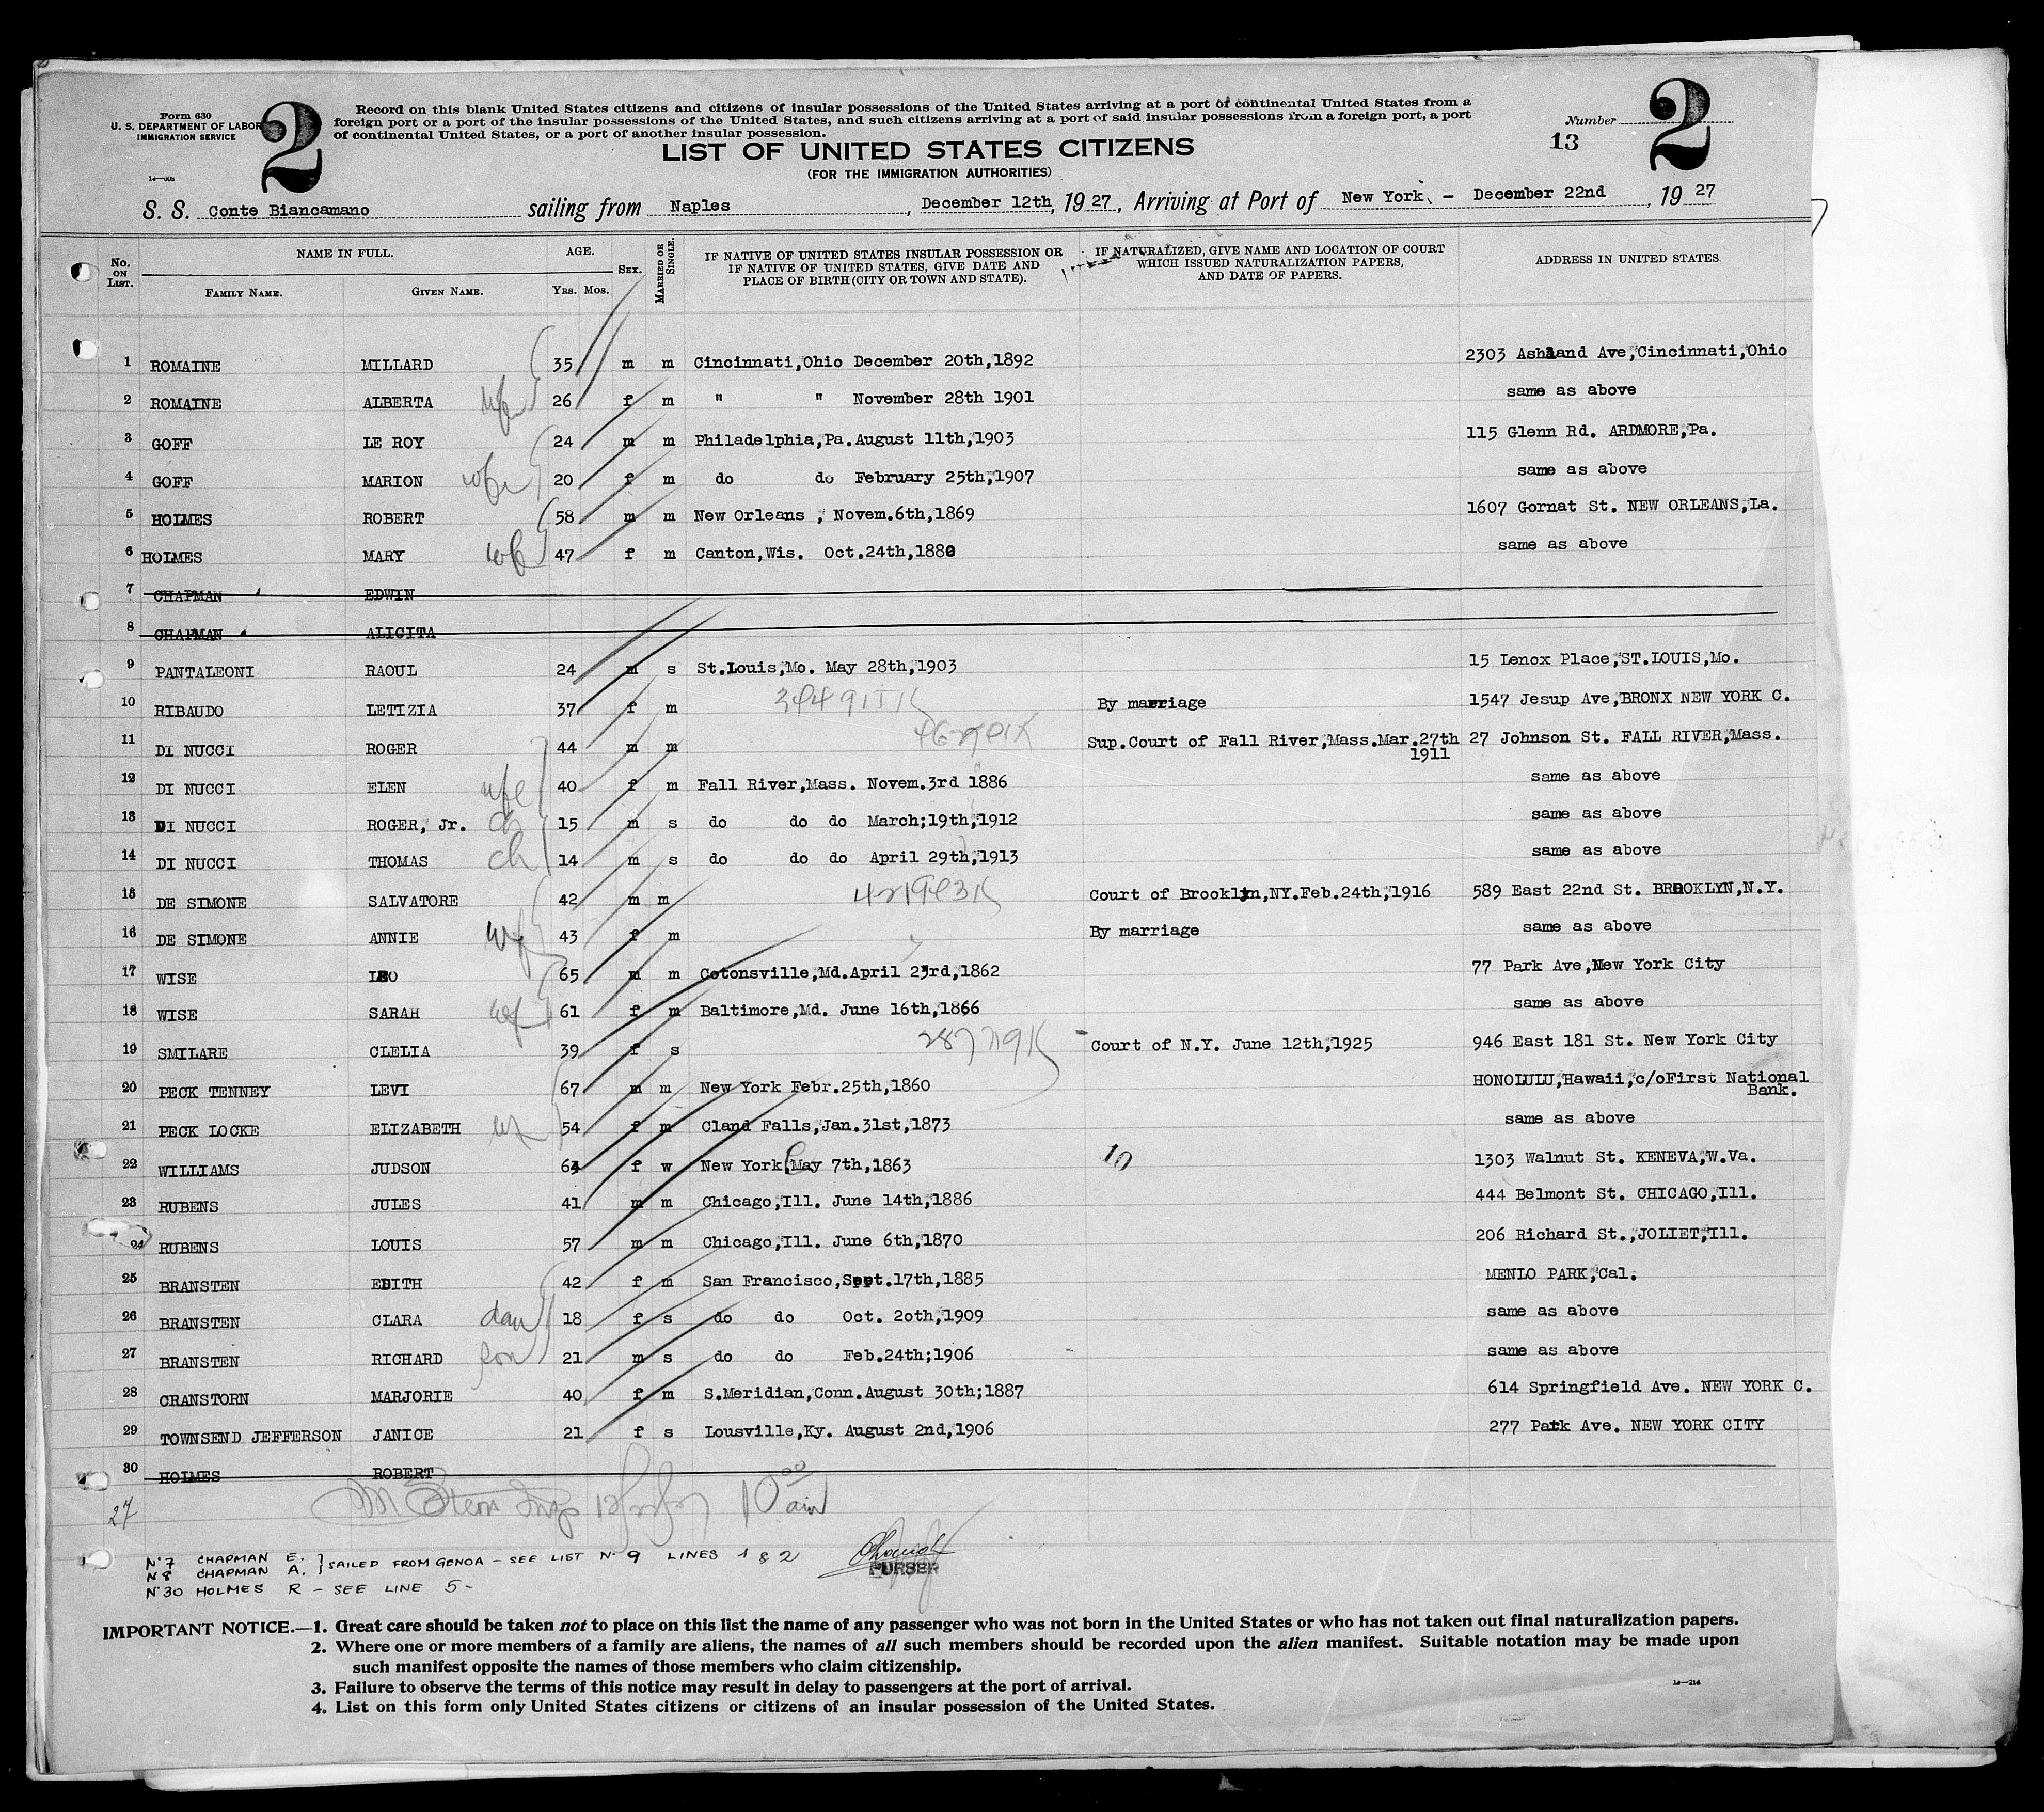 Form 630
U. S. DEPARTMENT OF LABOR
IMMIGRATION SERVICE
14—608
2
Record on this blank United States citizens and citizens of insular possessions of the United States arriving at a port of continental United States from a
foreign port or a port of the insular possessions of the United States, and such citizens arriving at a port of said insular possessions from a foreign port, a port
of continental United States, or a port of another insular possession.
LIST OF UNITED STATES CITIZENS
(FOR THE IMMIGRATION AUTHORITIES)
Number
13
2
S. S. Conte Biancamano sailing from Naples, December 12th, 1927, Arriving at Port of New York, - December 22nd, 1927
No. ON LIST. NAME IN FULL. FAMILY NAME. GIVEN NAME. AGE. YRS. MOS. SEX. MARRIED OR SINGLE. IF NATIVE OF UNITED STATES INSULAR POSSESSION OR IF NATIVE OF UNITED STATES, GIVE DATE AND PLACE OF BIRTH (CITY OR TOWN AND STATE). IF NATURALIZED, GIVE NAME AND LOCATION OF COURT WHICH ISSUED NATURALIZATION PAPERS, AND DATE OF PAPERS. ADDRESS IN UNITED STATES
1 ROMAINE MILLARD 35 m m Cincinnati,Ohio December 20th,1892 2303 Ashland Ave,Cincinnati,Ohio
2 ROMAINE ALBERTA wfe 26 f m " " November 28th 1901 same as above
3 GOFF LE ROY 24 m m Philadelphia,Pa.August 11th,1903 115 Glenn Rd. ARDMORE,Pa.
4 GOFF MARION wfe 20 f m do do February 25th,1907 same as above
5 HOLMES ROBERT 58 m m New Orleans , Novem.6th,1869 1607 Gornat St. NEW ORLEANS,La.
6 HOLMES MARY wfe 47 f m Canton,Wis. Oct.24th,1880 same as above
7 CHAPMAN EDWIN
8 CHAPMAN ALICITA
9 PANTALEONI RAOUL 24 m s St.Louis,Mo. May 28th,1903 15 Lenox Place,ST.LOUIS,Mo.
10 RIBAUDO LETIZIA 37 f m By marriage 1547 Jesup Ave,BRONX NEW YORK C.
11 DI NUCCI ROGER 44 m m Sup.Court of Fall River,Mass.Mar.27th 1911 27 Johnson St. FALL RIVER,Mass.
12 DI NUCCI ELEN wfe 40 f m Fall River,Mass. Novem.3rd 1886 same as above
13 DI NUCCI ROGER, Jr. ch 15 m s do do do March;19th,1912 same as above
14 DI NUCCI THOMAS ch 14 m s do do do April 29th,1913 same as above
15 DE SIMONE SALVATORE 42 m m Court of Brooklyn,NY.Feb.24th,1916 589 East 22nd St. BROOKLYN,N.Y.
16 DE SIMONE ANNIE wf 43 f m By marriage same as above
17 WISE LEO 65 m m Cotonsville,Md.April 23rd,1862 77 Park Ave,New York City
18 WISE SARAH wf 61 f m Baltimore,Md. June 16th,1866 same as above
19 SMILARE CLELIA 39 f s Court of N.Y. June 12th,1925 946 East 181 St. New York City
20 PECK TENNEY LEVI 67 m m New York Febr.25th,1860 HONOLULU,Hawaii,c/oFirst National Bank.
21 PECK LOCKE ELIZABETH wf 54 f m Cland Falls,Jan.31st,1873 same as above
22 WILLIAMS JUDSON 64 f w New York,May 7th,1863 10 1303 Walnut St. KENEVA,W.Va.
23 RUBENS JULES 41 m m Chicago,Ill. June 14th,1886 444 Belmont St. CHICAGO,Ill.
24 RUBENS LOUIS 57 m m Chicago,Ill. June 6th,1870 206 Richard St.,JOLIET,Ill.
25 BRANSTEN EDITH 42 f m San Francisco,Sept.17th,1885 MENLO PARK,Cal.
26 BRANSTEN CLARA dau 18 f s do do Oct. 2oth,1909 same as above
27 BRANSTEN RICHARD son 21 m s do do Feb.24th;1906 same as above
28 CRANSTORN MARJORIE 40 f m S.Meridian,Conn.August 30th;1887 614 Springfield Ave. NEW YORK C.
29 TOWNSEND JEFFERSON JANICE 21 f s Lousville,Ky. August 2nd,1906 277 Park Ave. NEW YORK CITY
30 HOLMES ROBERT
27 10 00 am
N°7 CHAPMAN E. } SAILED FROM GENOA - SEE LIST N° 9 LINES 1 & 2
N°8 CHAPMAN A.
N°30 HOLMES R - SEE LINE 5-
PURSER
IMPORTANT NOTICE.—1. Great care should be taken not to place on this list the name of any passenger who was not born in the United States or who has not taken out final naturalization papers.
2. Where one or more members of a family are aliens, the names of all such members should be recorded upon the alien manifest. Suitable notation may be made upon
such manifest opposite the names of those members who claim citizenship.
3. Failure to observe the terms of this notice may result in delay to passengers at the port of arrival.
4. List on this form only United States citizens or citizens of an insular possession of the United States.
14—214